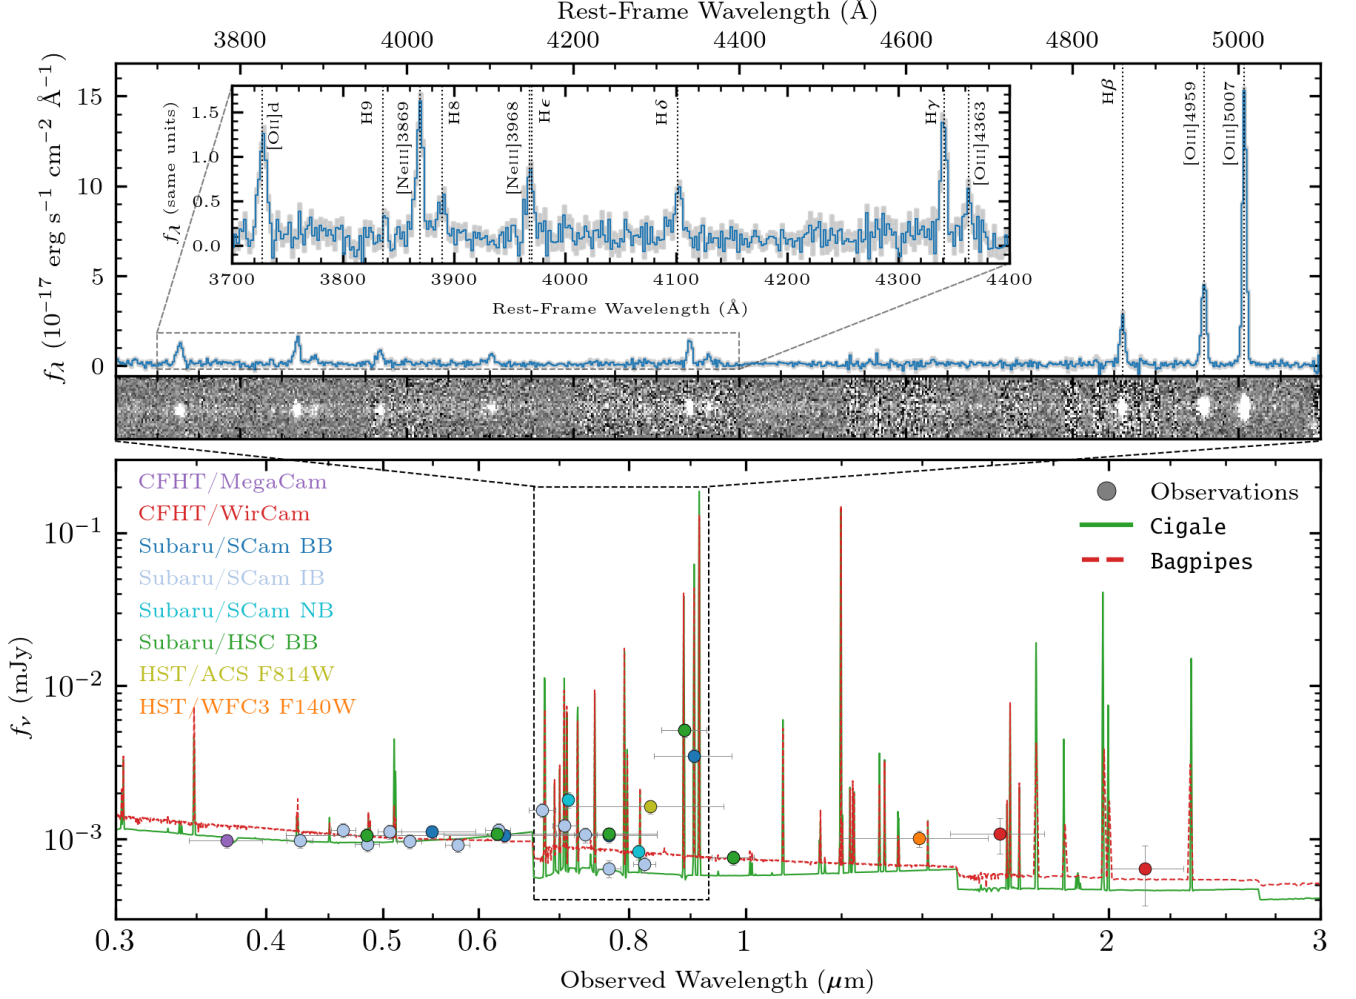 Rest-Frame Wavelength (Å)
3800 4000 4200 4400 4600 4800 5000
fλ (10−17 erg s−1 cm−2 Å−1)
15
10
5
0
fλ (same units)
1.5
1.0
0.5
0.0
[OII]d
H9
[NeIII]3869
H8
[NeIII]3968
Hϵ
Hδ
Hγ
[OIII]4363
3700 3800 3900 4000 4100 4200 4300 4400
Rest-Frame Wavelength (Å)
Hβ
[OIII]4959
[OIII]5007
fν (mJy)
10−1
10−2
10−3
CFHT/MegaCam
CFHT/WirCam
Subaru/SCam BB
Subaru/SCam IB
Subaru/SCam NB
Subaru/HSC BB
HST/ACS F814W
HST/WFC3 F140W
Observations
Cigale
Bagpipes
0.3 0.4 0.5 0.6 0.8 1 2 3
Observed Wavelength (μm)